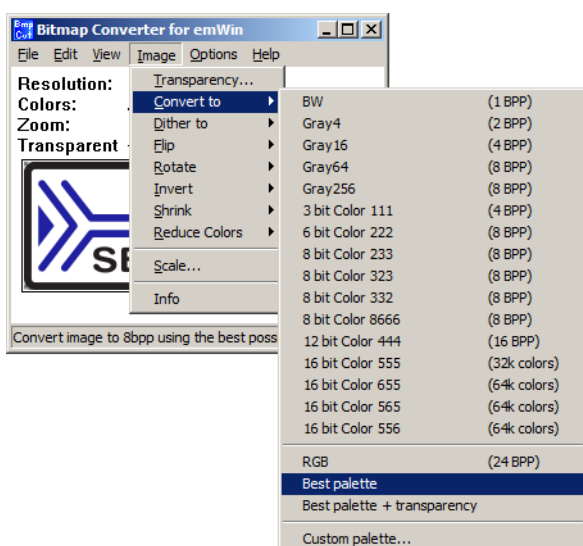 Bmp Cvt Bitmap Converter for emWin
File Edit View Image Options Help
Resolution:
Colors:
Zoom:
Transparent
Transparency...
Convert to
Dither to
Flip
Rotate
Invert
Shrink
Reduce Colors
Scale...
Info
SE
Convert image to 8bpp using the best poss
BW (1 BPP)
Gray4 (2 BPP)
Gray16 (4 BPP)
Gray64 (8 BPP)
Gray256 (8 BPP)
3 bit Color 111 (4 BPP)
6 bit Color 222 (8 BPP)
8 bit Color 233 (8 BPP)
8 bit Color 323 (8 BPP)
8 bit Color 332 (8 BPP)
8 bit Color 8666 (8 BPP)
12 bit Color 444 (16 BPP)
16 bit Color 555 (32k colors)
16 bit Color 655 (64k colors)
16 bit Color 565 (64k colors)
16 bit Color 556 (64k colors)
RGB (24 BPP)
Best palette
Best palette + transparency
Custom palette...